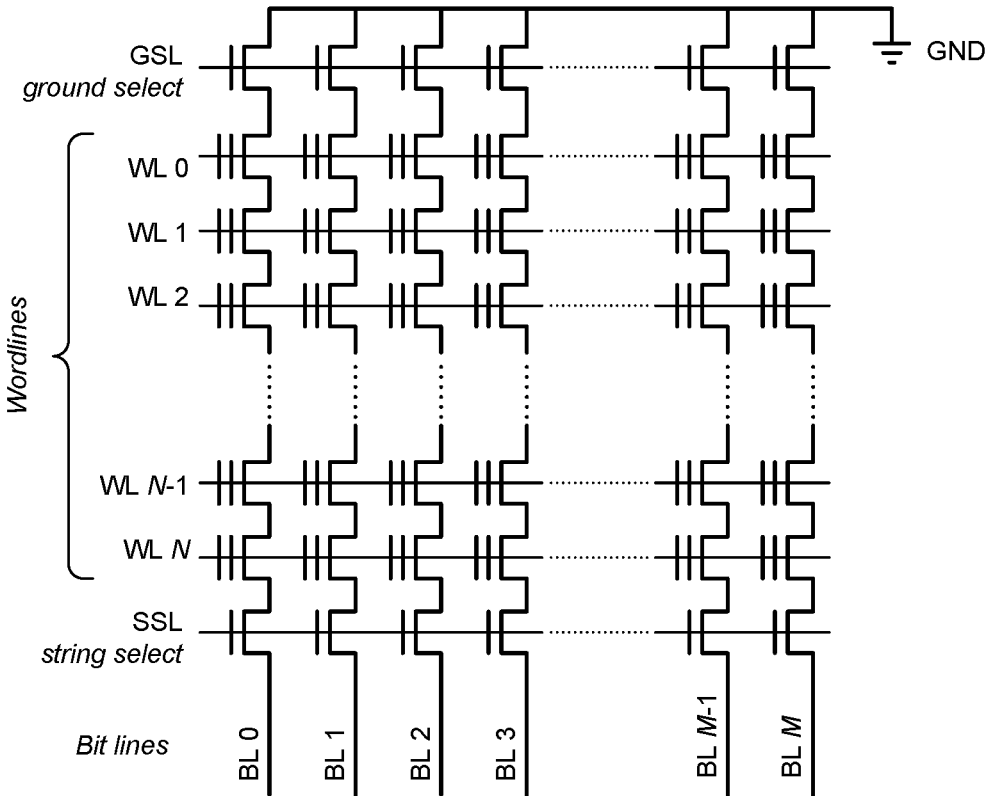 GSL
ground select
GND
WL 0
WL 1
WL 2
Wordlines
WL N-1
WL N
SSL
string select
Bit lines
BL 0
BL 1
BL 2
BL 3
BL M-1
BL M